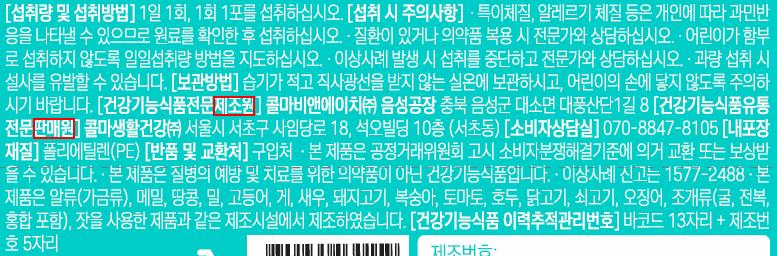 [섭취량 및 섭취방법] 1일 1회, 1회 1포를 섭취하십시오. [섭취 시 주의사항] · 특이체질, 알레르기 체질 등은 개인에 따라 과민반
응을 나타낼 수 있으므로 원료를 확인한 후 섭취하십시오. · 질환이 있거나 의약품 복용 시 전문가와 상담하십시오. · 어린이가 함부
로 섭취하지 않도록 일일섭취량 방법을 지도하십시오. · 이상사례 발생 시 섭취를 중단하고 전문가와 상담하십시오. · 과량 섭취 시
설사를 유발할 수 있습니다. [보관방법] 습기가 적고 직사광선을 받지 않는 실온에 보관하시고, 어린이의 손에 닿지 않도록 주의하
시기 바랍니다. [건강기능식품전문제조원] 콜마비앤에이치㈜ 음성공장 충북 음성군 대소면 대풍산단1길 8 [건강기능식품유통
전문판매원] 콜마생활건강㈜ 서울시 서초구 사임당로 18, 석오빌딩 10층 (서초동) [소비자상담실] 070-8847-8105 [내포장
재질] 폴리에틸렌(PE) [반품 및 교환처] 구입처 · 본 제품은 공정거래위원회 고시 소비자분쟁해결기준에 의거 교환 또는 보상받
을 수 있습니다. · 본 제품은 질병의 예방 및 치료를 위한 의약품이 아닌 건강기능식품입니다. · 이상사례 신고는 1577-2488 · 본
제품은 알류(가금류), 메밀, 땅콩, 밀, 고등어, 게, 새우, 돼지고기, 복숭아, 토마토, 호두, 닭고기, 쇠고기, 오징어, 조개류(굴, 전복,
홍합 포함), 잣을 사용한 제품과 같은 제조시설에서 제조하였습니다. [건강기능식품 이력추적관리번호] 바코드 13자리 + 제조번
호 5자리
제조번호: